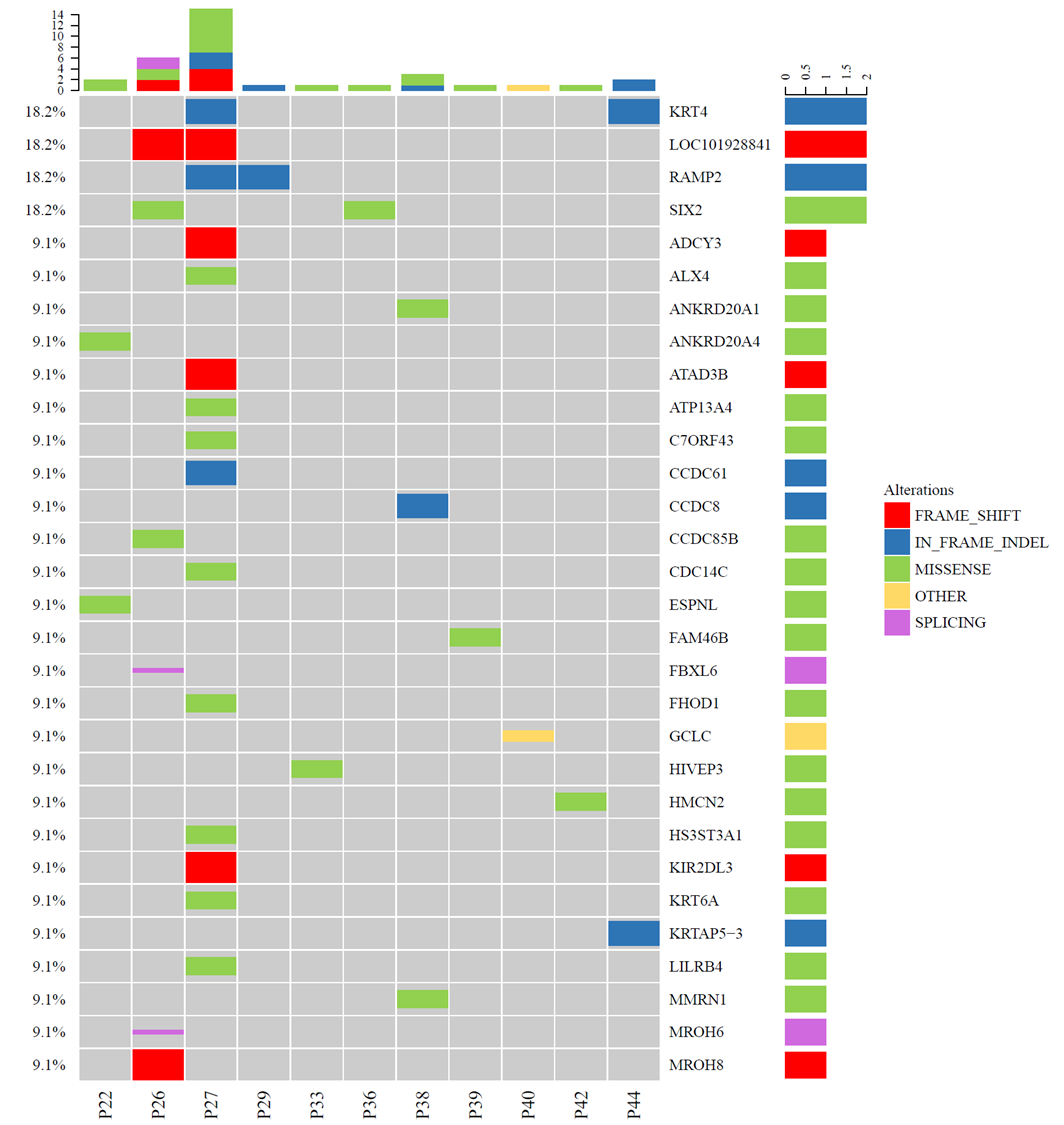 14
12
10
8
6
4
2
0
0 0.5 1 1.5 2
18.2% KRT4
18.2% LOC101928841
18.2% RAMP2
18.2% SIX2
9.1% ADCY3
9.1% ALX4
9.1% ANKRD20A1
9.1% ANKRD20A4
9.1% ATAD3B
9.1% ATP13A4
9.1% C7ORF43
9.1% CCDC61
9.1% CCDC8
9.1% CCDC85B
9.1% CDC14C
9.1% ESPNL
9.1% FAM46B
9.1% FBXL6
9.1% FHOD1
9.1% GCLC
9.1% HIVEP3
9.1% HMCN2
9.1% HS3ST3A1
9.1% KIR2DL3
9.1% KRT6A
9.1% KRTAP5−3
9.1% LILRB4
9.1% MMRN1
9.1% MROH6
9.1% MROH8
P22 P26 P27 P29 P33 P36 P38 P39 P40 P42 P44
Alterations
FRAME_SHIFT
IN_FRAME_INDEL
MISSENSE
OTHER
SPLICING